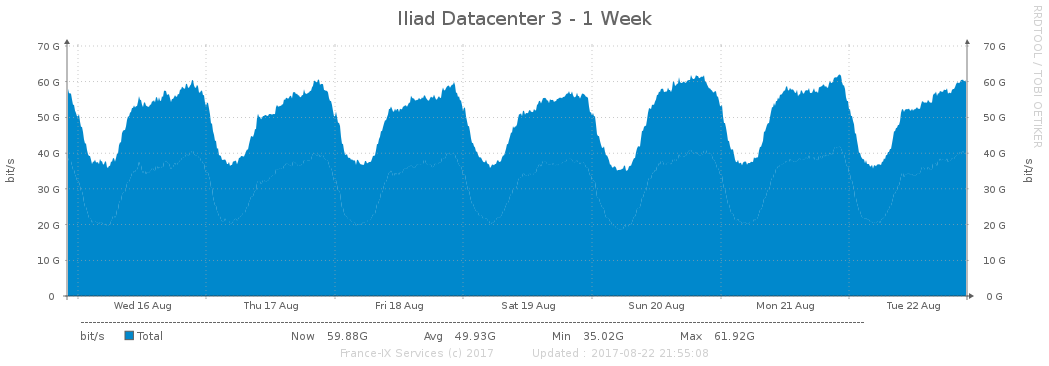 Iliad Datacenter 3 - 1 Week
RRDTOOL / TOBI OETIKER
70 G 70 G
60 G 60 G
50 G 50 G
40 G 40 G
30 G 30 G
20 G 20 G
10 G 10 G
0 0 G
bit/s bit/s
Wed 16 Aug Thu 17 Aug Fri 18 Aug Sat 19 Aug Sun 20 Aug Mon 21 Aug Tue 22 Aug
bit/s Total Now 59.88G Avg 49.93G Min 35.02G Max 61.92G
France-IX Services (c) 2017 Updated : 2017-08-22 21:55:08